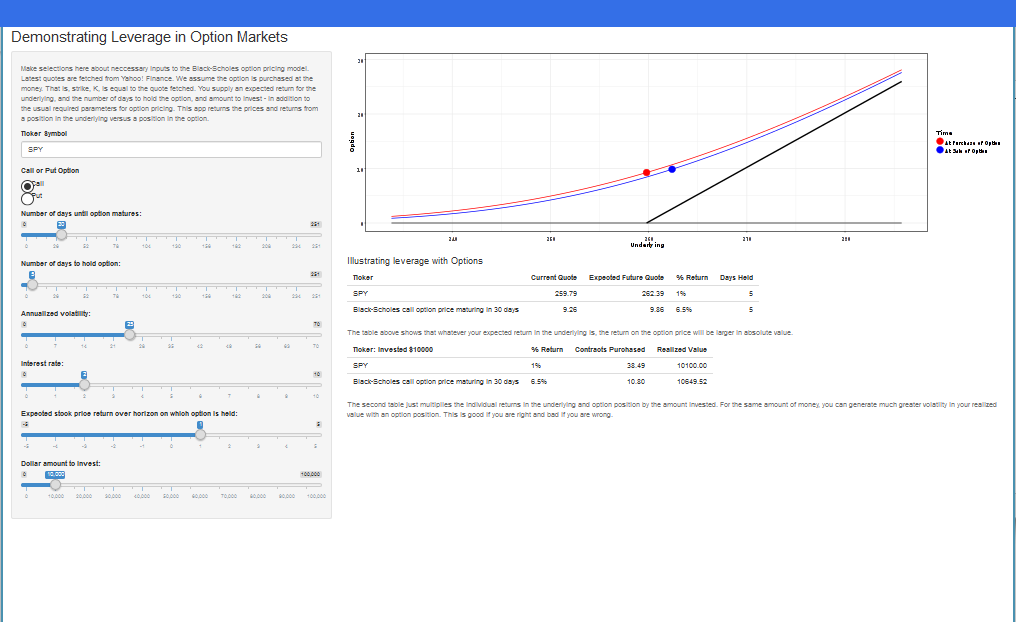 Demonstrating Leverage in Option Markets
Make selections here about neccessary inputs to the Black-Scholes option pricing model.
Latest quotes are fetched from Yahoo! Finance. We assume the option is purchased at the
money. That is, strike, K, is equal to the quote fetched. You supply an expected return for the
underlying, and the number of days to hold the option, and amount to invest - in addition to
the usual required parameters for option pricing. This app returns the prices and returns from
a position in the underlying versus a position in the option.
Ticker Symbol
SPY
Call or Put Option
Call
Put
Number of days until option matures:
0 30 251
0 26 52 78 104 130 156 182 208 234 251
Number of days to hold option:
5 251
0 26 52 78 104 130 156 182 208 234 251
Annualized volatility:
0 25 70
0 7 14 21 28 35 42 49 56 63 70
Interest rate:
0 2 10
0 1 2 3 4 5 6 7 8 9 10
Expected stock price return over horizon on which option is held:
-5 1 5
-5 -4 -3 -2 -1 0 1 2 3 4 5
Dollar amount to invest:
0 10,000 100,000
0 10,000 20,000 30,000 40,000 50,000 60,000 70,000 80,000 90,000 100,000
Option
30
20
10
0
240 250 260 270 280
Underlying
Time
At Purchase of Option
At Sale of Option
Illustrating leverage with Options
Ticker Current Quote Expected Future Quote % Return Days Held
SPY 259.79 262.39 1% 5
Black-Scholes call option price maturing in 30 days 9.26 9.86 6.5% 5
The table above shows that whatever your expected return in the underlying is, the return on the option price will be larger in absolute value.
Ticker: Invested $10000 % Return Contracts Purchased Realized Value
SPY 1% 38.49 10100.00
Black-Scholes call option price maturing in 30 days 6.5% 10.80 10649.52
The second table just multiplies the individual returns in the underlying and option position by the amount invested. For the same amount of money, you can generate much greater volatility in your realized
value with an option position. This is good if you are right and bad if you are wrong.